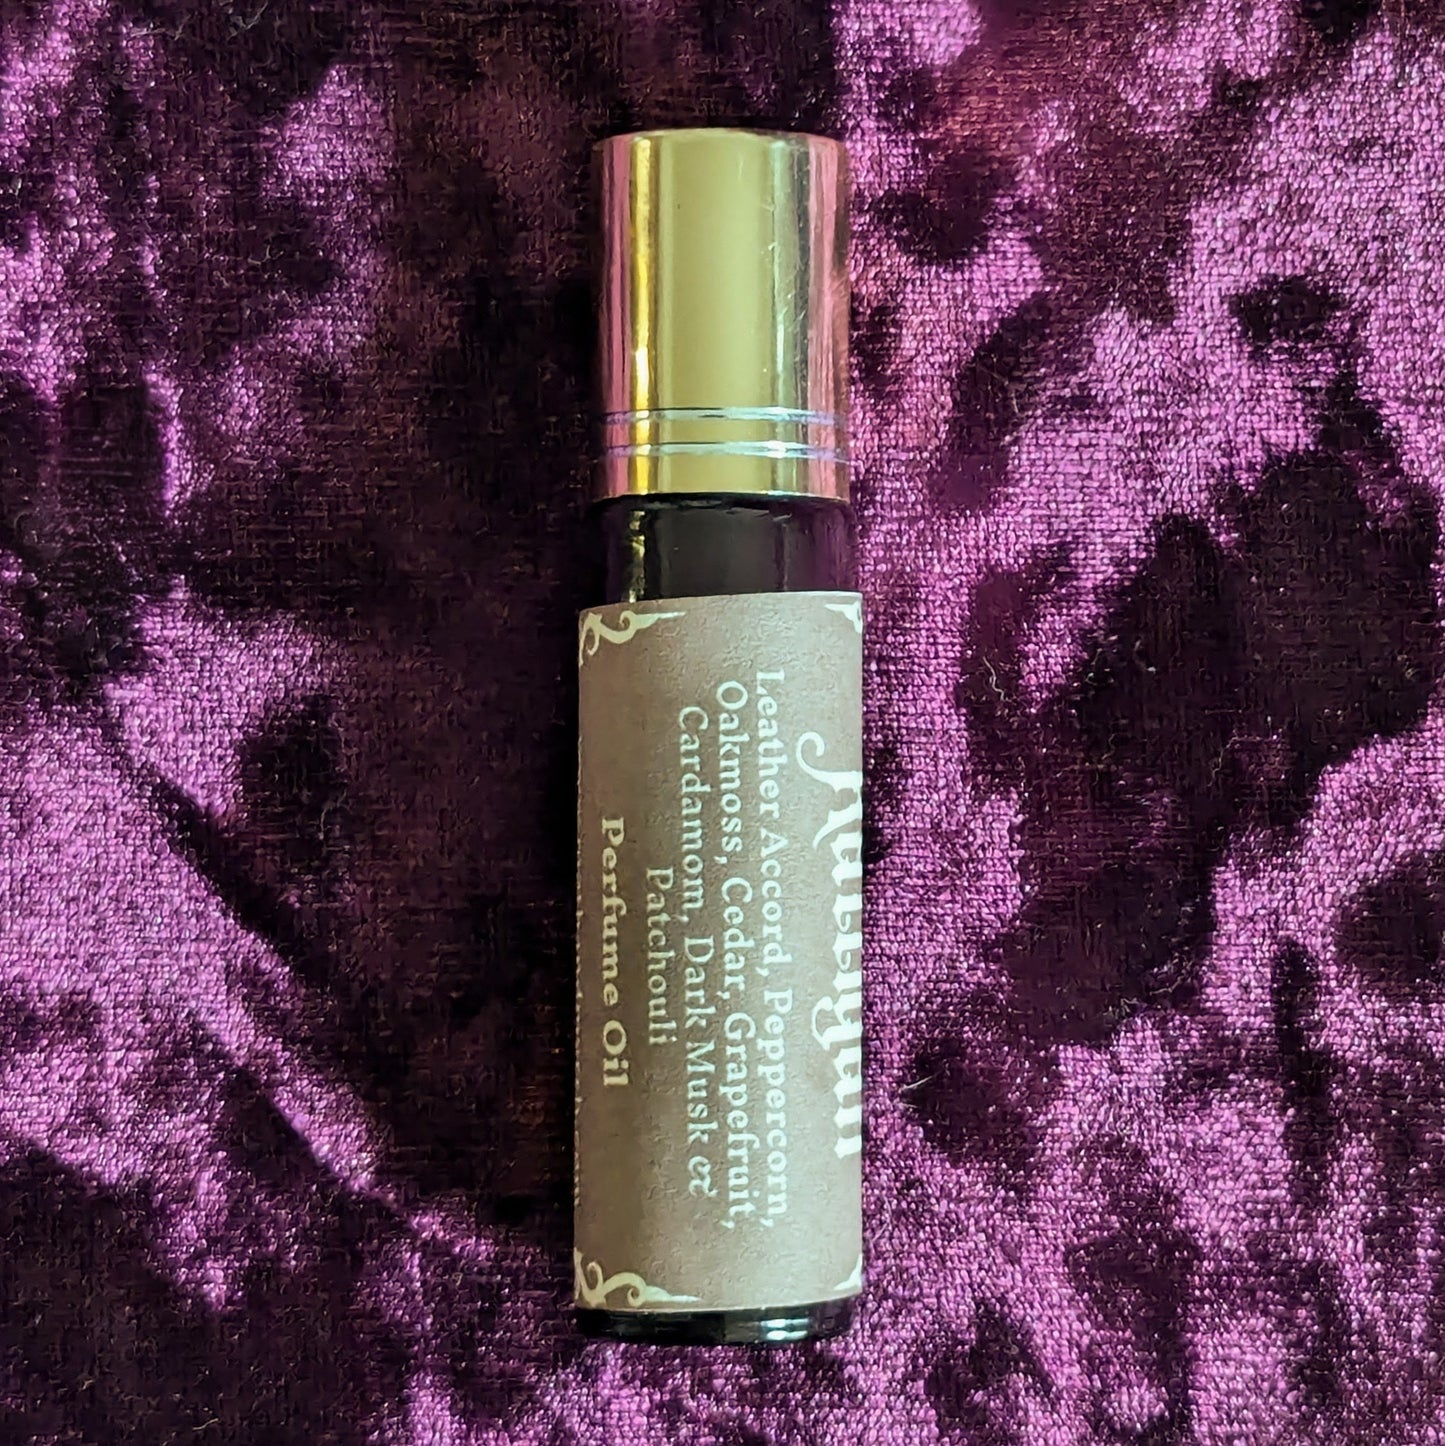 Leather Accord, Peppercorn,
Oakmoss, Cedar, Grapefruit,
Cardamom, Dark Musk &
Patchouli
Perfume Oil